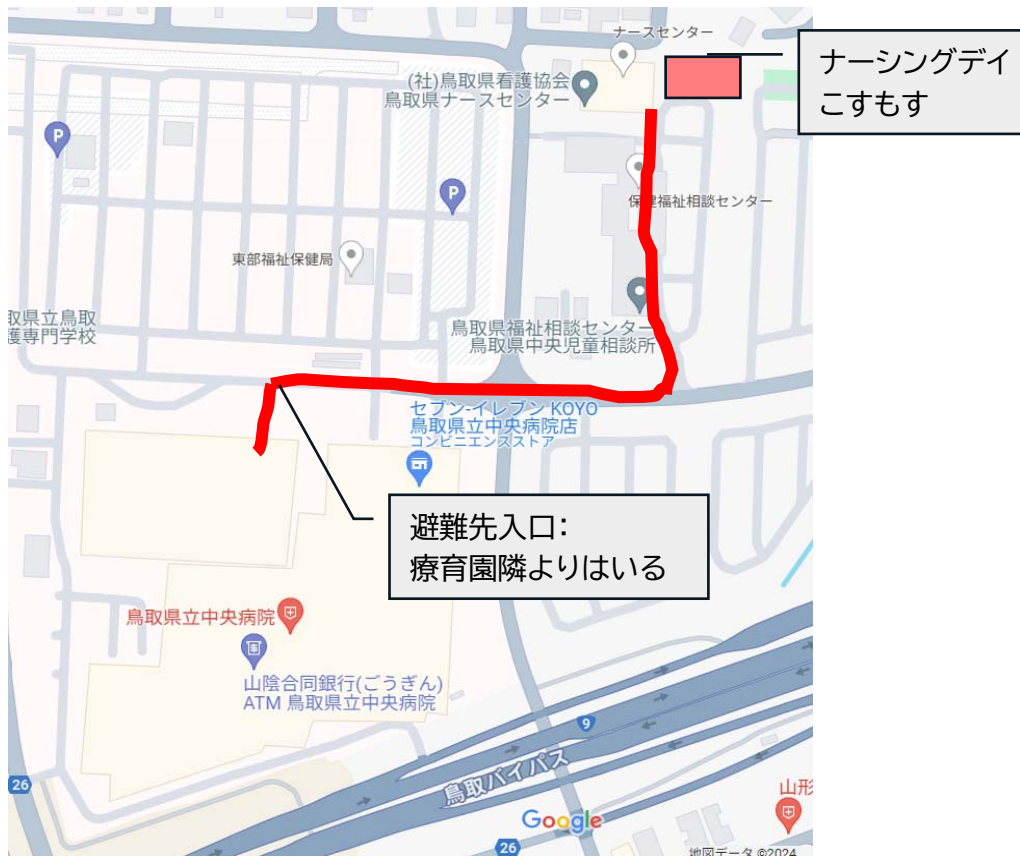 ナースセンター
ナーシングデイ
こすもす
(社)鳥取県看護協会
鳥取県ナースセンター
P
P
保健福祉相談センター
東部福祉保健局
取県立鳥取
護専門学校
鳥取県福祉相談センター
鳥取県中央児童相談所
セブン-イレブン KOYO
鳥取県立中央病院店
コンビニエンスストア
避難先入口:
療育園隣よりはいる
鳥取県立中央病院
山陰合同銀行(ごうぎん)
ATM 鳥取県立中央病院
9
鳥取バイパス
26
山形
Google
26
地図データ ©2024